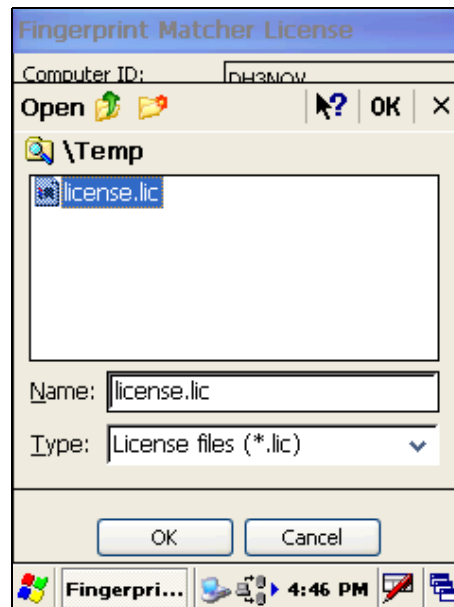 Fingerprint Matcher License
Computer ID: DH3NOV
Open ? OK ×
\Temp
license.lic
Name: license.lic
Type: License files (*.lic)
OK Cancel
Fingerpri... 4:46 PM